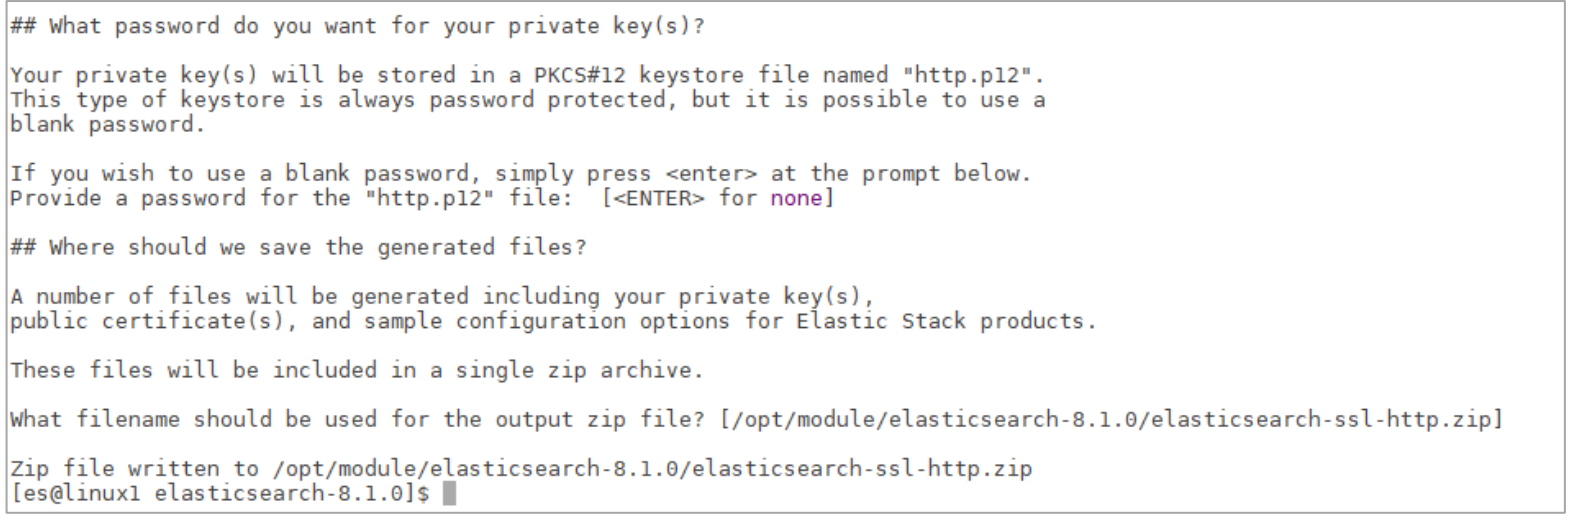 ## What password do you want for your private key(s)?
Your private key(s) will be stored in a PKCS#12 keystore file named "http.p12".
This type of keystore is always password protected, but it is possible to use a
blank password.
If you wish to use a blank password, simply press <enter> at the prompt below.
Provide a password for the "http.p12" file:  [<ENTER> for none]
## Where should we save the generated files?
A number of files will be generated including your private key(s),
public certificate(s), and sample configuration options for Elastic Stack products.
These files will be included in a single zip archive.
What filename should be used for the output zip file? [/opt/module/elasticsearch-8.1.0/elasticsearch-ssl-http.zip]
Zip file written to /opt/module/elasticsearch-8.1.0/elasticsearch-ssl-http.zip
[es@linux1 elasticsearch-8.1.0]$